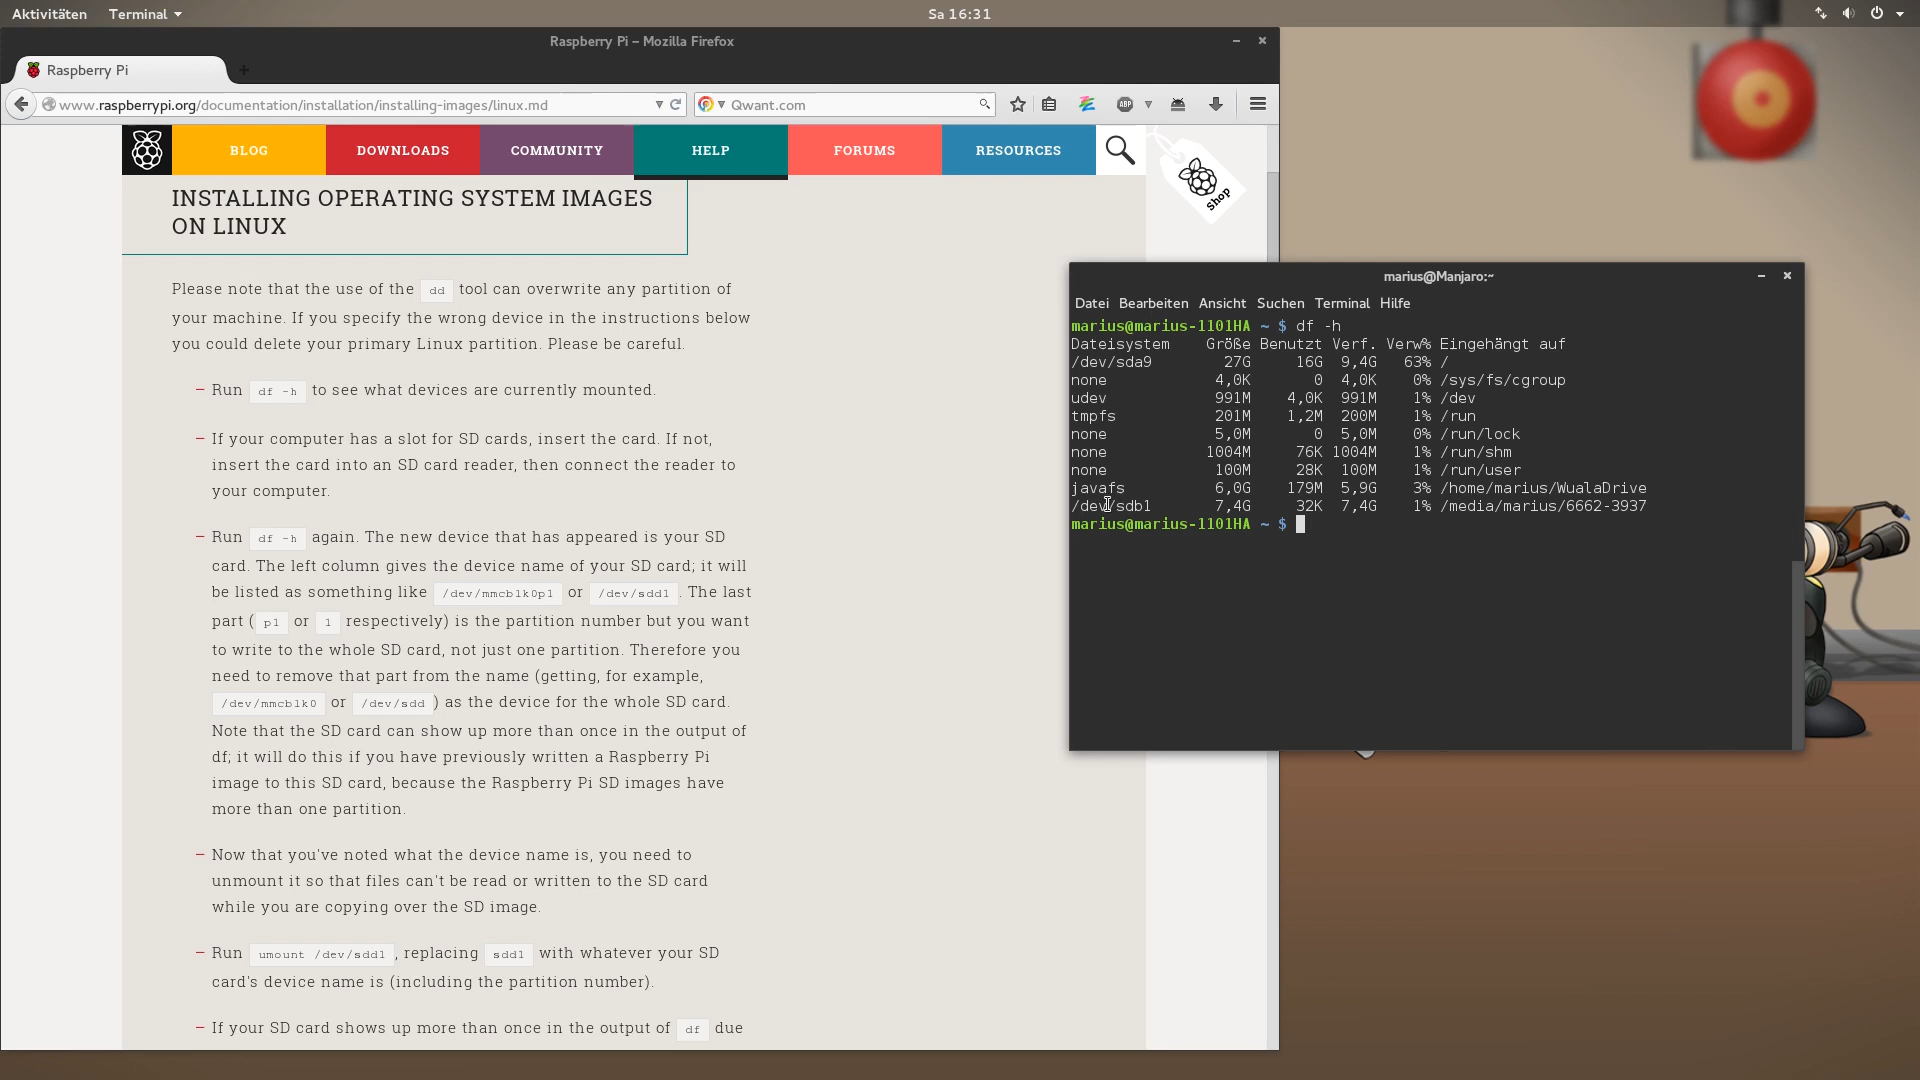 Aktivitäten Terminal Sa 16:31
Raspberry Pi – Mozilla Firefox
Raspberry Pi
www.raspberrypi.org/documentation/installation/installing-images/linux.md Qwant.com ABP
BLOG DOWNLOADS COMMUNITY HELP FORUMS RESOURCES
Shop
INSTALLING OPERATING SYSTEM IMAGES
ON LINUX
Please note that the use of the dd tool can overwrite any partition of
your machine. If you specify the wrong device in the instructions below
you could delete your primary Linux partition. Please be careful.
– Run df -h to see what devices are currently mounted.
– If your computer has a slot for SD cards, insert the card. If not,
insert the card into an SD card reader, then connect the reader to
your computer.
– Run df -h again. The new device that has appeared is your SD
card. The left column gives the device name of your SD card; it will
be listed as something like /dev/mmcblk0p1 or /dev/sdd1. The last
part (p1 or 1 respectively) is the partition number but you want
to write to the whole SD card, not just one partition. Therefore you
need to remove that part from the name (getting, for example,
/dev/mmcblk0 or /dev/sdd) as the device for the whole SD card.
Note that the SD card can show up more than once in the output of
df; it will do this if you have previously written a Raspberry Pi
image to this SD card, because the Raspberry Pi SD images have
more than one partition.
– Now that you've noted what the device name is, you need to
unmount it so that files can't be read or written to the SD card
while you are copying over the SD image.
– Run umount /dev/sdd1, replacing sdd1 with whatever your SD
card's device name is (including the partition number).
– If your SD card shows up more than once in the output of df due
marius@Manjaro:~
Datei Bearbeiten Ansicht Suchen Terminal Hilfe
marius@marius-1101HA ~ $ df -h
Dateisystem Größe Benutzt Verf. Verw% Eingehängt auf
/dev/sda9 27G 16G 9,4G 63% /
none 4,0K 0 4,0K 0% /sys/fs/cgroup
udev 991M 4,0K 991M 1% /dev
tmpfs 201M 1,2M 200M 1% /run
none 5,0M 0 5,0M 0% /run/lock
none 1004M 76K 1004M 1% /run/shm
none 100M 28K 100M 1% /run/user
javafs 6,0G 179M 5,9G 3% /home/marius/WualaDrive
/dev/sdb1 7,4G 32K 7,4G 1% /media/marius/6662-3937
marius@marius-1101HA ~ $